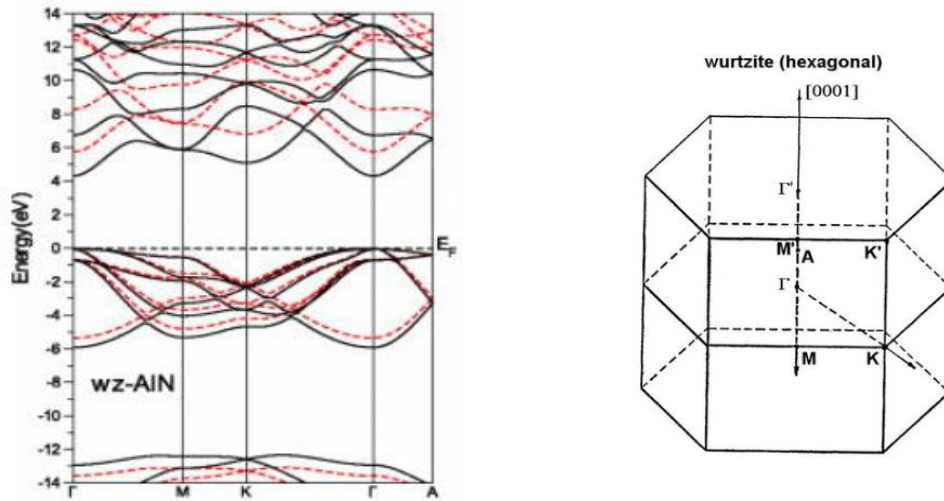 14
12
10
8
6
4
2
0
-2
-4
-6
-8
-10
-12
-14
Energy(eV)
E_F
wz-AlN
Γ M K Γ A
wurtzite (hexagonal)
[0001]
Γ'
M' A K'
Γ
M K